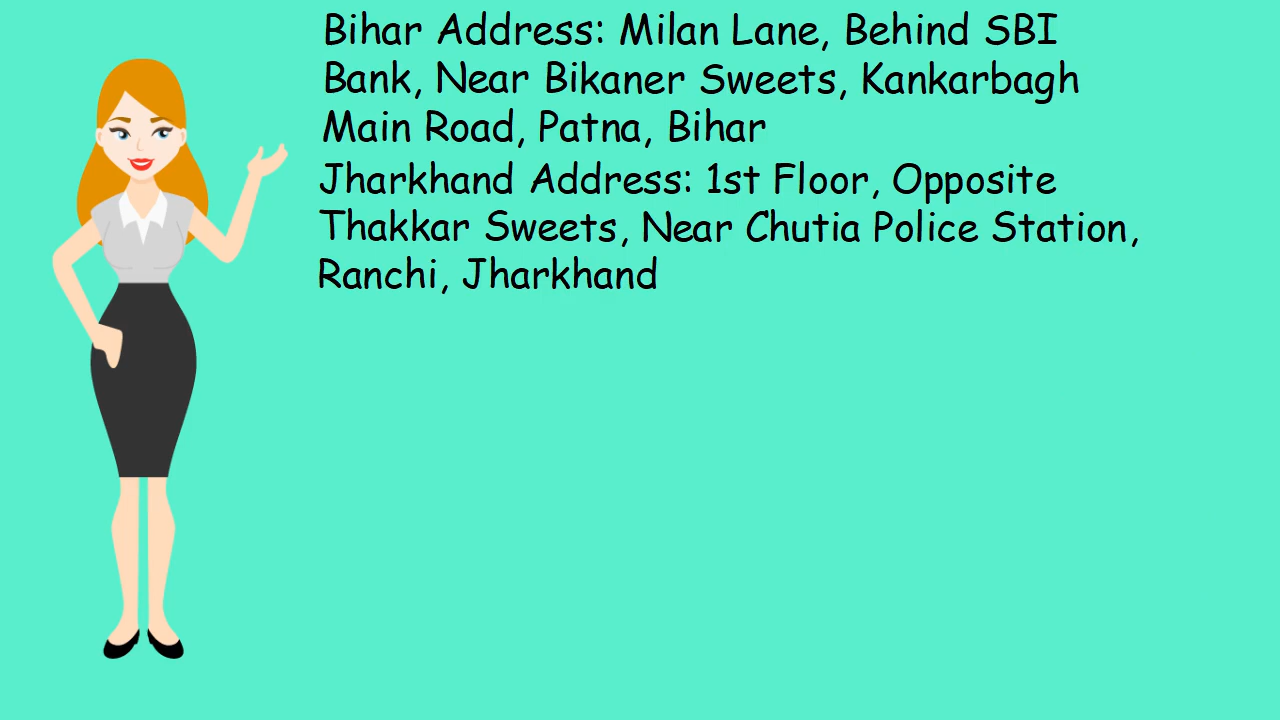 Bihar Address: Milan Lane, Behind SBI
Bank, Near Bikaner Sweets, Kankarbagh
Main Road, Patna, Bihar
Jharkhand Address: 1st Floor, Opposite
Thakkar Sweets, Near Chutia Police Station,
Ranchi, Jharkhand